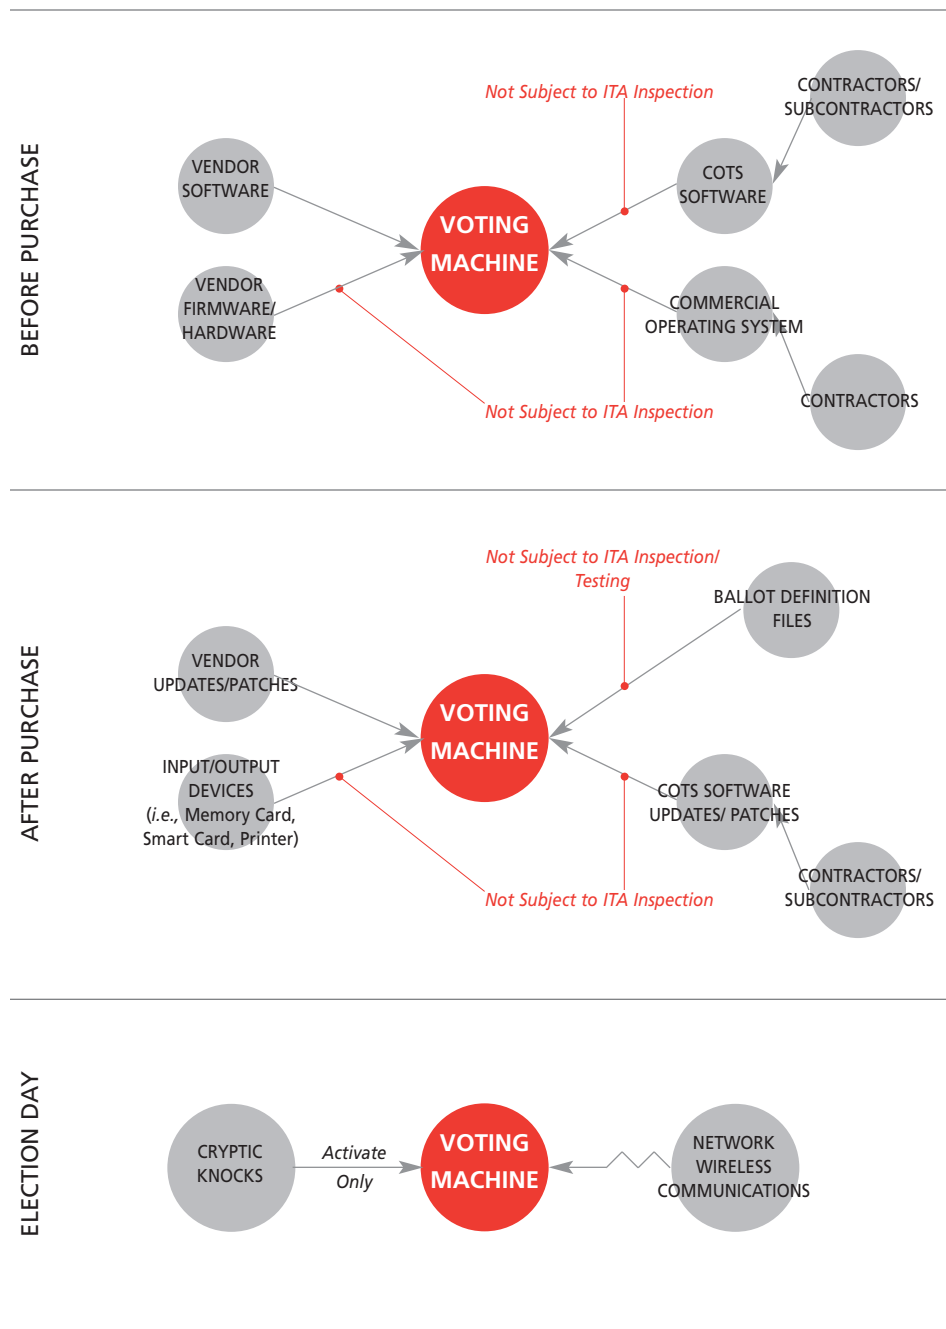 BEFORE PURCHASE
Not Subject to ITA Inspection
CONTRACTORS/
SUBCONTRACTORS
VENDOR
SOFTWARE
COTS
SOFTWARE
VOTING
MACHINE
VENDOR
FIRMWARE/
HARDWARE
COMMERCIAL
OPERATING SYSTEM
CONTRACTORS
Not Subject to ITA Inspection
AFTER PURCHASE
Not Subject to ITA Inspection/
Testing
BALLOT DEFINITION
FILES
VENDOR
UPDATES/PATCHES
VOTING
MACHINE
INPUT/OUTPUT
DEVICES
(i.e., Memory Card,
Smart Card, Printer)
COTS SOFTWARE
UPDATES/ PATCHES
CONTRACTORS/
SUBCONTRACTORS
Not Subject to ITA Inspection
ELECTION DAY
CRYPTIC
KNOCKS
Activate
Only
VOTING
MACHINE
NETWORK
WIRELESS
COMMUNICATIONS